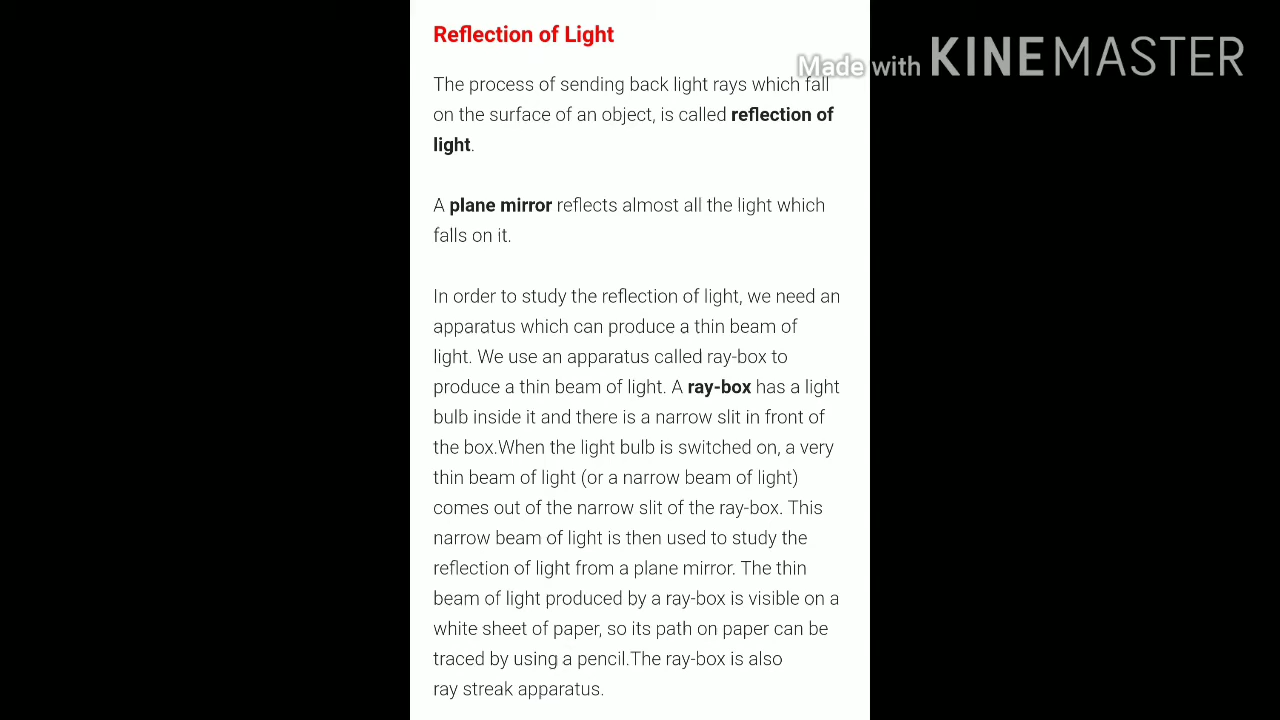 Reflection of Light
Made with KINEMASTER
The process of sending back light rays which fall
on the surface of an object, is called reflection of
light.
A plane mirror reflects almost all the light which
falls on it.
In order to study the reflection of light, we need an
apparatus which can produce a thin beam of
light. We use an apparatus called ray-box to
produce a thin beam of light. A ray-box has a light
bulb inside it and there is a narrow slit in front of
the box.When the light bulb is switched on, a very
thin beam of light (or a narrow beam of light)
comes out of the narrow slit of the ray-box. This
narrow beam of light is then used to study the
reflection of light from a plane mirror. The thin
beam of light produced by a ray-box is visible on a
white sheet of paper, so its path on paper can be
traced by using a pencil.The ray-box is also
ray streak apparatus.